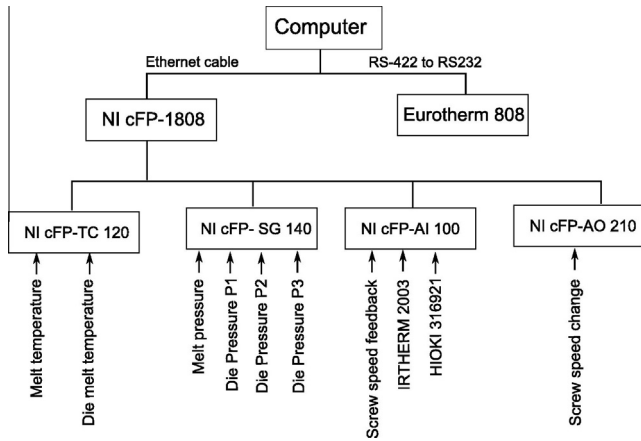 Computer
Ethernet cable
RS-422 to RS232
NI cFP-1808
Eurotherm 808
NI cFP-TC 120
NI cFP- SG 140
NI cFP-AI 100
NI cFP-AO 210
Melt temperature
Die melt temperature
Melt pressure
Die Pressure P1
Die Pressure P2
Die Pressure P3
Screw speed feedback
IRTHERM 2003
HIOKI 316921
Screw speed change